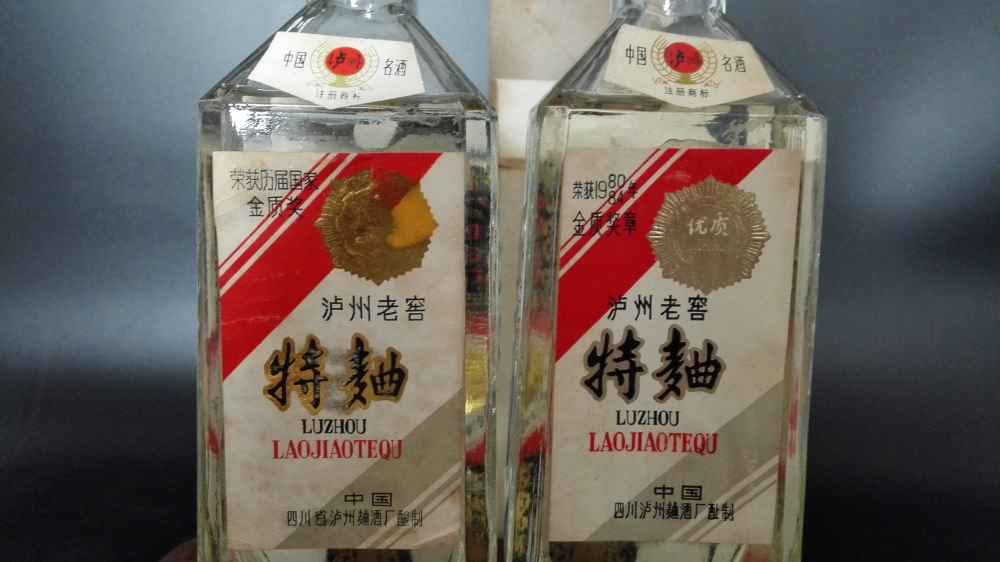 中国 泸州 名酒
注册商标
荣获历届国家
金质奖
泸州老窖
特麯
LUZHOU
LAOJIAOTEQU
中国
四川省泸州麯酒厂酿制
中国 泸州 名酒
注册商标
荣获1980 84年
金质奖章
优质
泸州老窖
特麯
LUZHOU
LAOJIAOTEQU
中国
四川泸州麯酒厂酿制